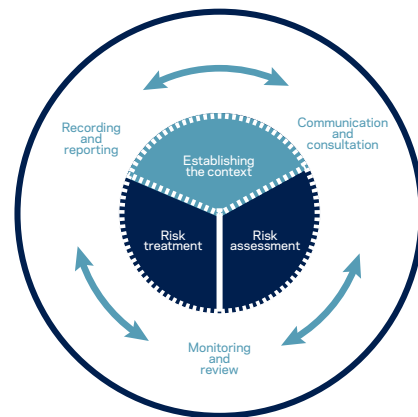 Recording
and
reporting
Communication
and
consultation
Establishing
the context
Risk
treatment
Risk
assessment
Monitoring
and
review